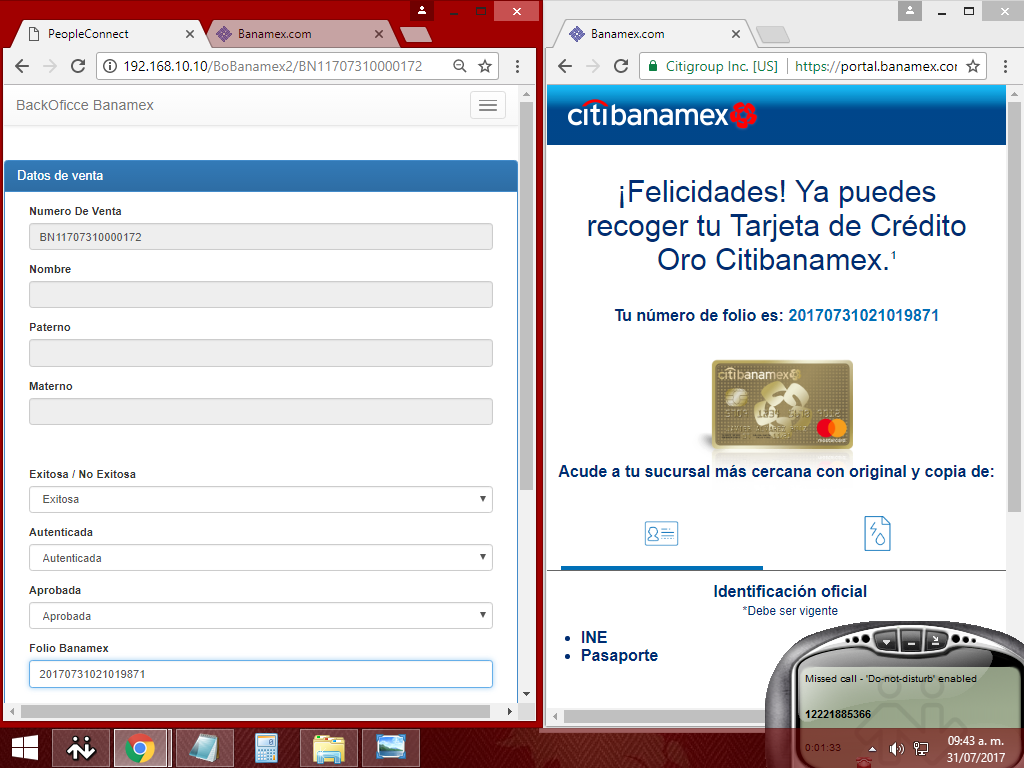 PeopleConnect
Banamex.com
192.168.10.10/BoBanamex2/BN11707310000172
BackOficce Banamex
Datos de venta
Numero De Venta
BN11707310000172
Nombre
Paterno
Materno
Exitosa / No Exitosa
Exitosa
Autenticada
Autenticada
Aprobada
Aprobada
Folio Banamex
20170731021019871
Banamex.com
Citigroup Inc. [US]
https://portal.banamex.com
citibanamex
¡Felicidades! Ya puedes
recoger tu Tarjeta de Crédito
Oro Citibanamex.¹
Tu número de folio es: 20170731021019871
citibanamex
mastercard
Acude a tu sucursal más cercana con original y copia de:
Identificación oficial
*Debe ser vigente
INE
Pasaporte
Missed call - 'Do-not-disturb' enabled
12221885366
0:01:33
09:43 a. m.
31/07/2017